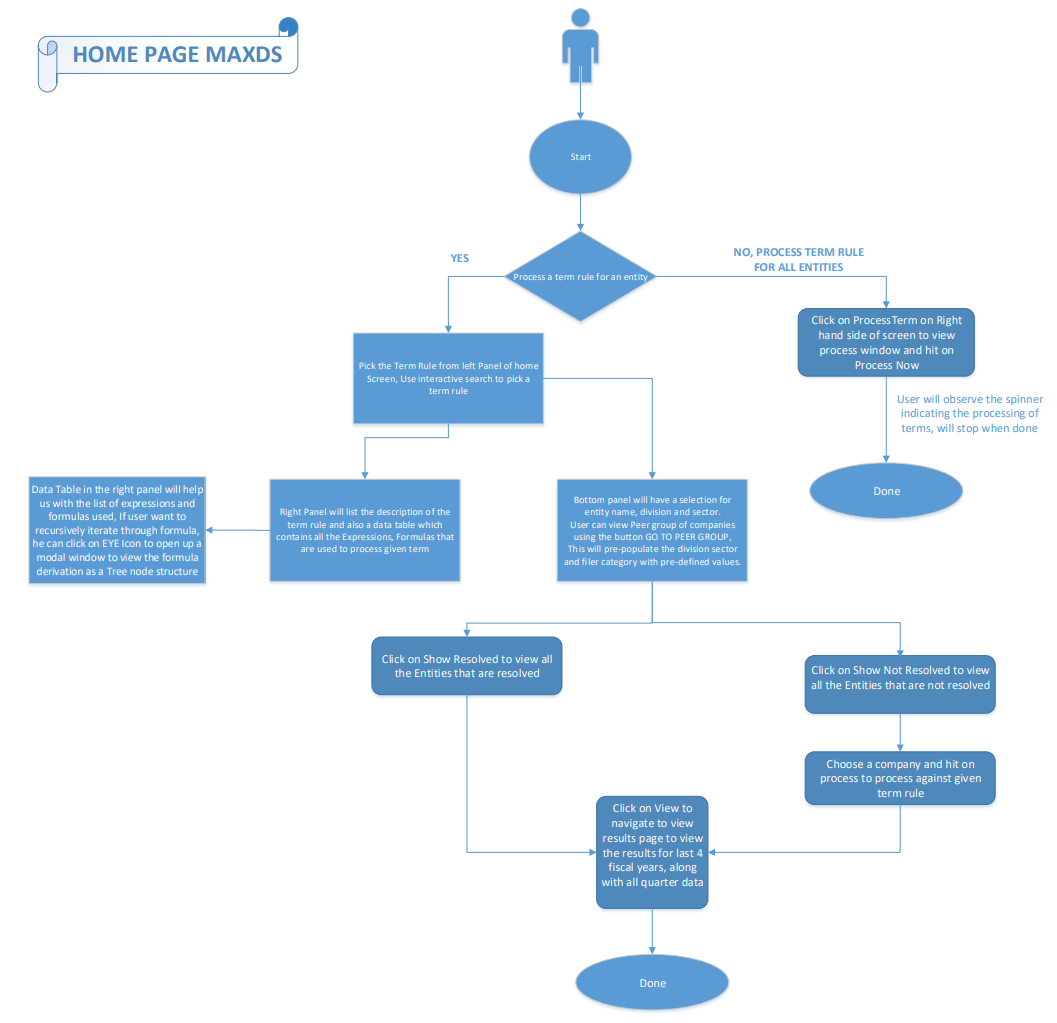 HOME PAGE MAXDS
Start
Process a term rule for an entity
YES
NO, PROCESS TERM RULE
FOR ALL ENTITIES
Click on ProcessTerm on Right
hand side of screen to view
process window and hit on
Process Now
User will observe the spinner
indicating the processing of
terms, will stop when done
Done
Pick the Term Rule from left Panel of home
Screen, Use interactive search to pick a
term rule
Data Table in the right panel will help
us with the list of expressions and
formulas used, If user want to
recursively iterate through formula,
he can click on EYE Icon to open up a
modal window to view the formula
derivation as a Tree node structure
Right Panel will list the description of the
term rule and also a data table which
contains all the Expressions, Formulas that
are used to process given term
Bottom panel will have a selection for
entity name, division and sector.
User can view Peer group of companies
using the button GO TO PEER GROUP,
This will pre-populate the division sector
and filer category with pre-defined values.
Click on Show Resolved to view all
the Entities that are resolved
Click on Show Not Resolved to view
all the Entities that are not resolved
Choose a company and hit on
process to process against given
term rule
Click on View to
navigate to view
results page to view
the results for last 4
fiscal years, along
with all quarter data
Done